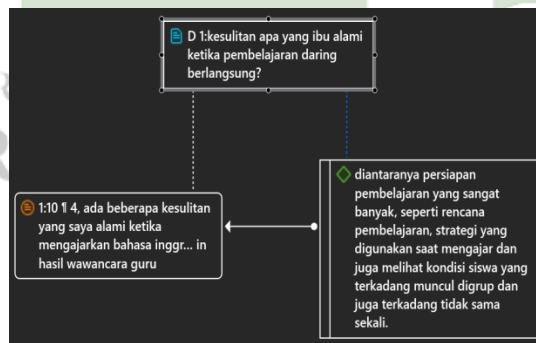 D 1:kesulitan apa yang ibu alami
ketika pembelajaran daring
berlangsung?
1:10 ¶ 4, ada beberapa kesulitan
yang saya alami ketika
mengajarkan bahasa inggr... in
hasil wawancara guru
diantaranya persiapan
pembelajaran yang sangat
banyak, seperti rencana
pembelajaran, strategi yang
digunakan saat mengajar dan
juga melihat kondisi siswa yang
terkadang muncul digrup dan
juga terkadang tidak sama
sekali.